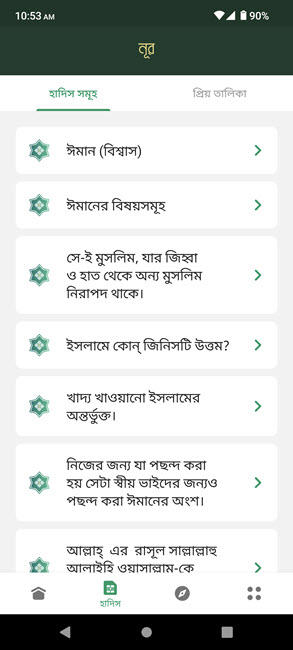 10:53 AM
90%
নূর
হাদিস সমূহ
প্রিয় তালিকা
ঈমান (বিশ্বাস)
ঈমানের বিষয়সমূহ
সে-ই মুসলিম, যার জিহ্বা
ও হাত থেকে অন্য মুসলিম
নিরাপদ থাকে।
ইসলামে কোন্ জিনিসটি উত্তম?
খাদ্য খাওয়ানো ইসলামের
অন্তর্ভুক্ত।
নিজের জন্য যা পছন্দ করা
হয় সেটা স্বীয় ভাইদের জন্যও
পছন্দ করা ঈমানের অংশ।
আল্লাহ্ এর রাসূল সাল্লাল্লাহু
আলাইহি ওয়াসাল্লাম-কে
হাদিস